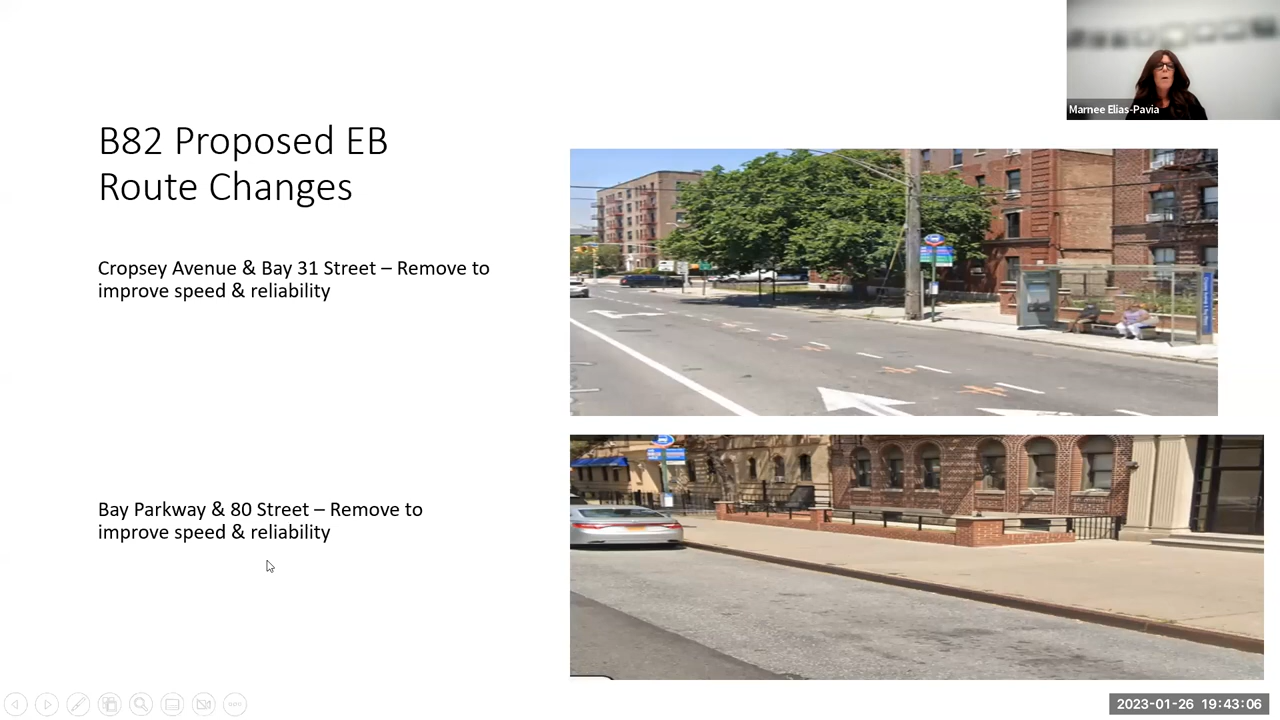 Marnee Elias-Pavia
B82 Proposed EB
Route Changes
Cropsey Avenue & Bay 31 Street – Remove to
improve speed & reliability
Bay Parkway & 80 Street – Remove to
improve speed & reliability
2023-01-26 19:43:06